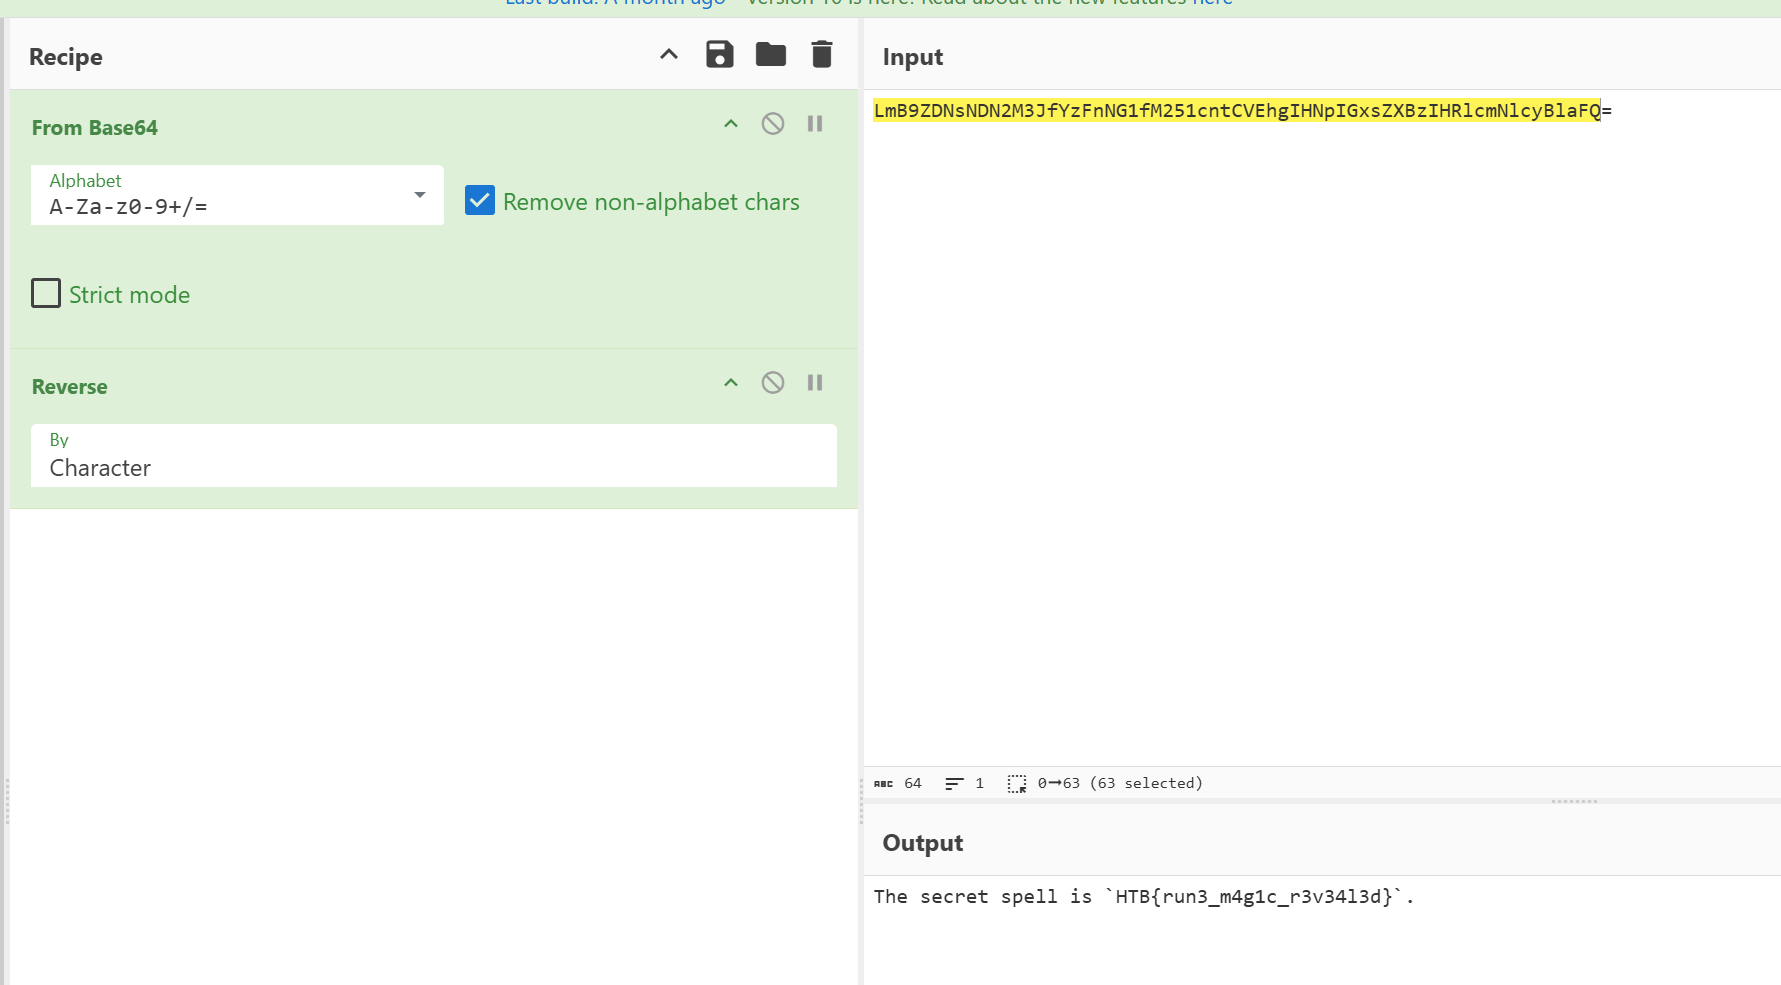 Last build: A month ago - Version 10 is here! Read about the new features here
Recipe
From Base64
Alphabet
A-Za-z0-9+/=
Remove non-alphabet chars
Strict mode
Reverse
By
Character
Input
LmB9ZDNsNDN2M3JfYzFnNG1fM251cntCVEhgIHNpIGxsZXBzIHRlcmNlcyBlaFQ=
ABC 64 1 0→63 (63 selected)
Output
The secret spell is `HTB{run3_m4g1c_r3v34l3d}`.